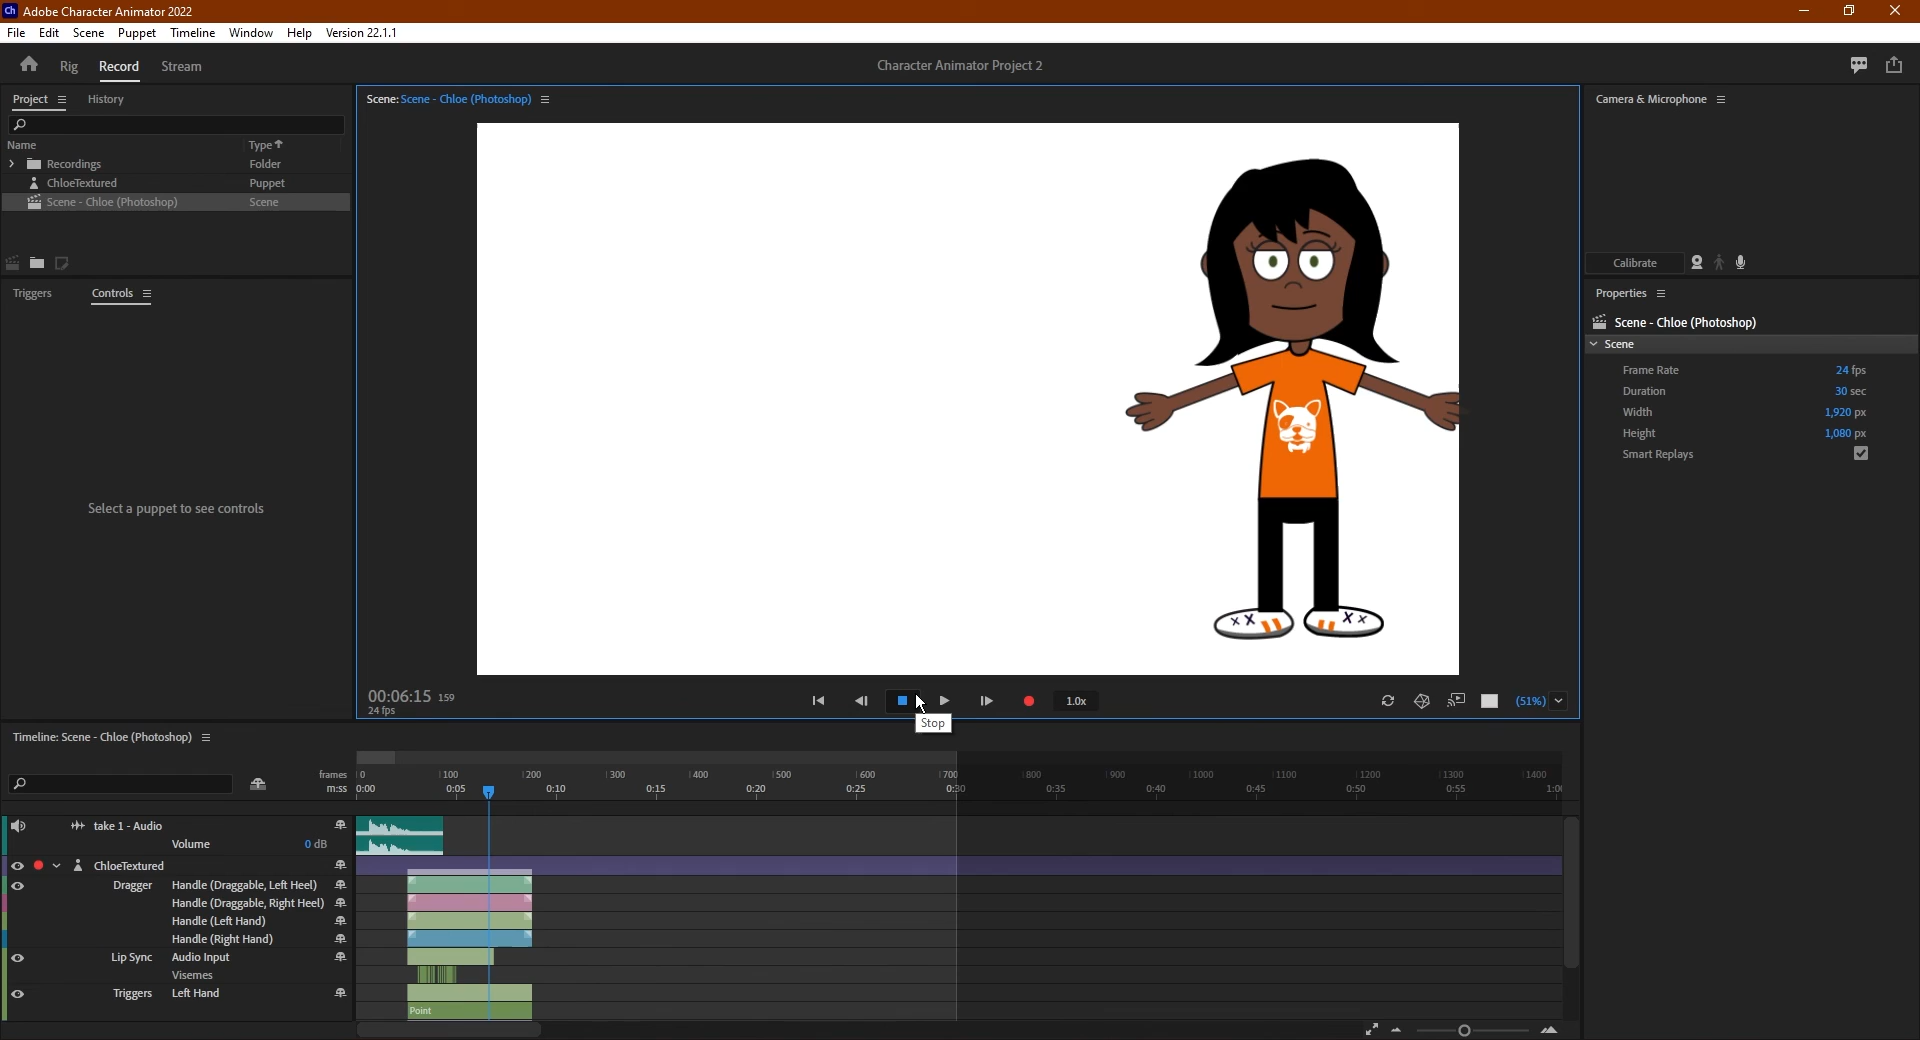 Ch Adobe Character Animator 2022
File Edit Scene Puppet Timeline Window Help Version 22.1.1
Rig Record Stream Character Animator Project 2
Project History
Name Type
Recordings Folder
ChloeTextured Puppet
Scene - Chloe (Photoshop) Scene
Triggers Controls
Select a puppet to see controls
Scene: Scene - Chloe (Photoshop)
x x x x
00:06:15 159
24 fps
1.0x
(51%)
Stop
Camera & Microphone
Calibrate
Properties
Scene - Chloe (Photoshop)
Scene
Frame Rate 24 fps
Duration 30 sec
Width 1,920 px
Height 1,080 px
Smart Replays
Timeline: Scene - Chloe (Photoshop)
frames 0 100 200 300 400 500 600 700 800 900 1000 1100 1200 1300 1400
m:ss 0:00 0:05 0:10 0:15 0:20 0:25 0:30 0:35 0:40 0:45 0:50 0:55
take 1 - Audio
Volume 0 dB
ChloeTextured
Dragger Handle (Draggable, Left Heel)
Handle (Draggable, Right Heel)
Handle (Left Hand)
Handle (Right Hand)
Lip Sync Audio Input
Visemes
Triggers Left Hand
Point